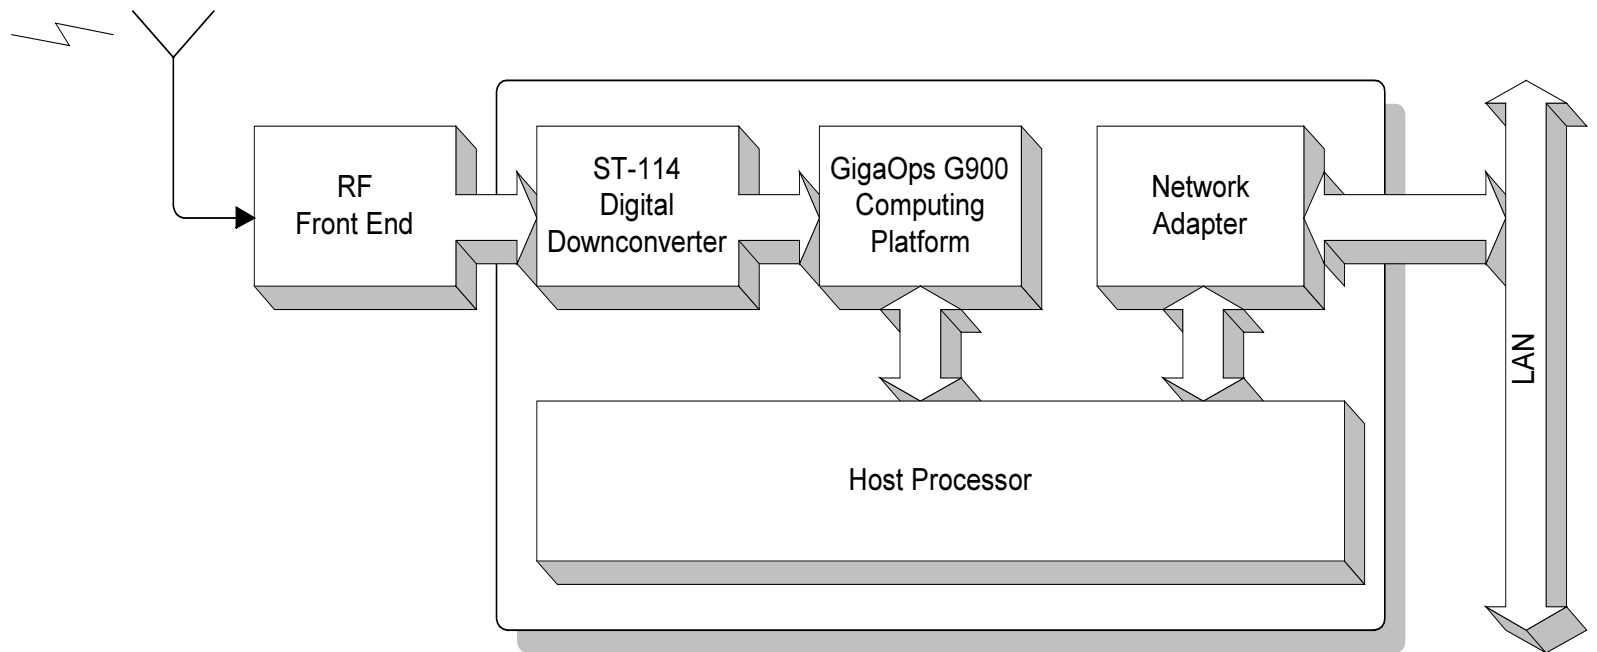 RF
Front End
ST-114
Digital
Downconverter
GigaOps G900
Computing
Platform
Network
Adapter
LAN
Host Processor